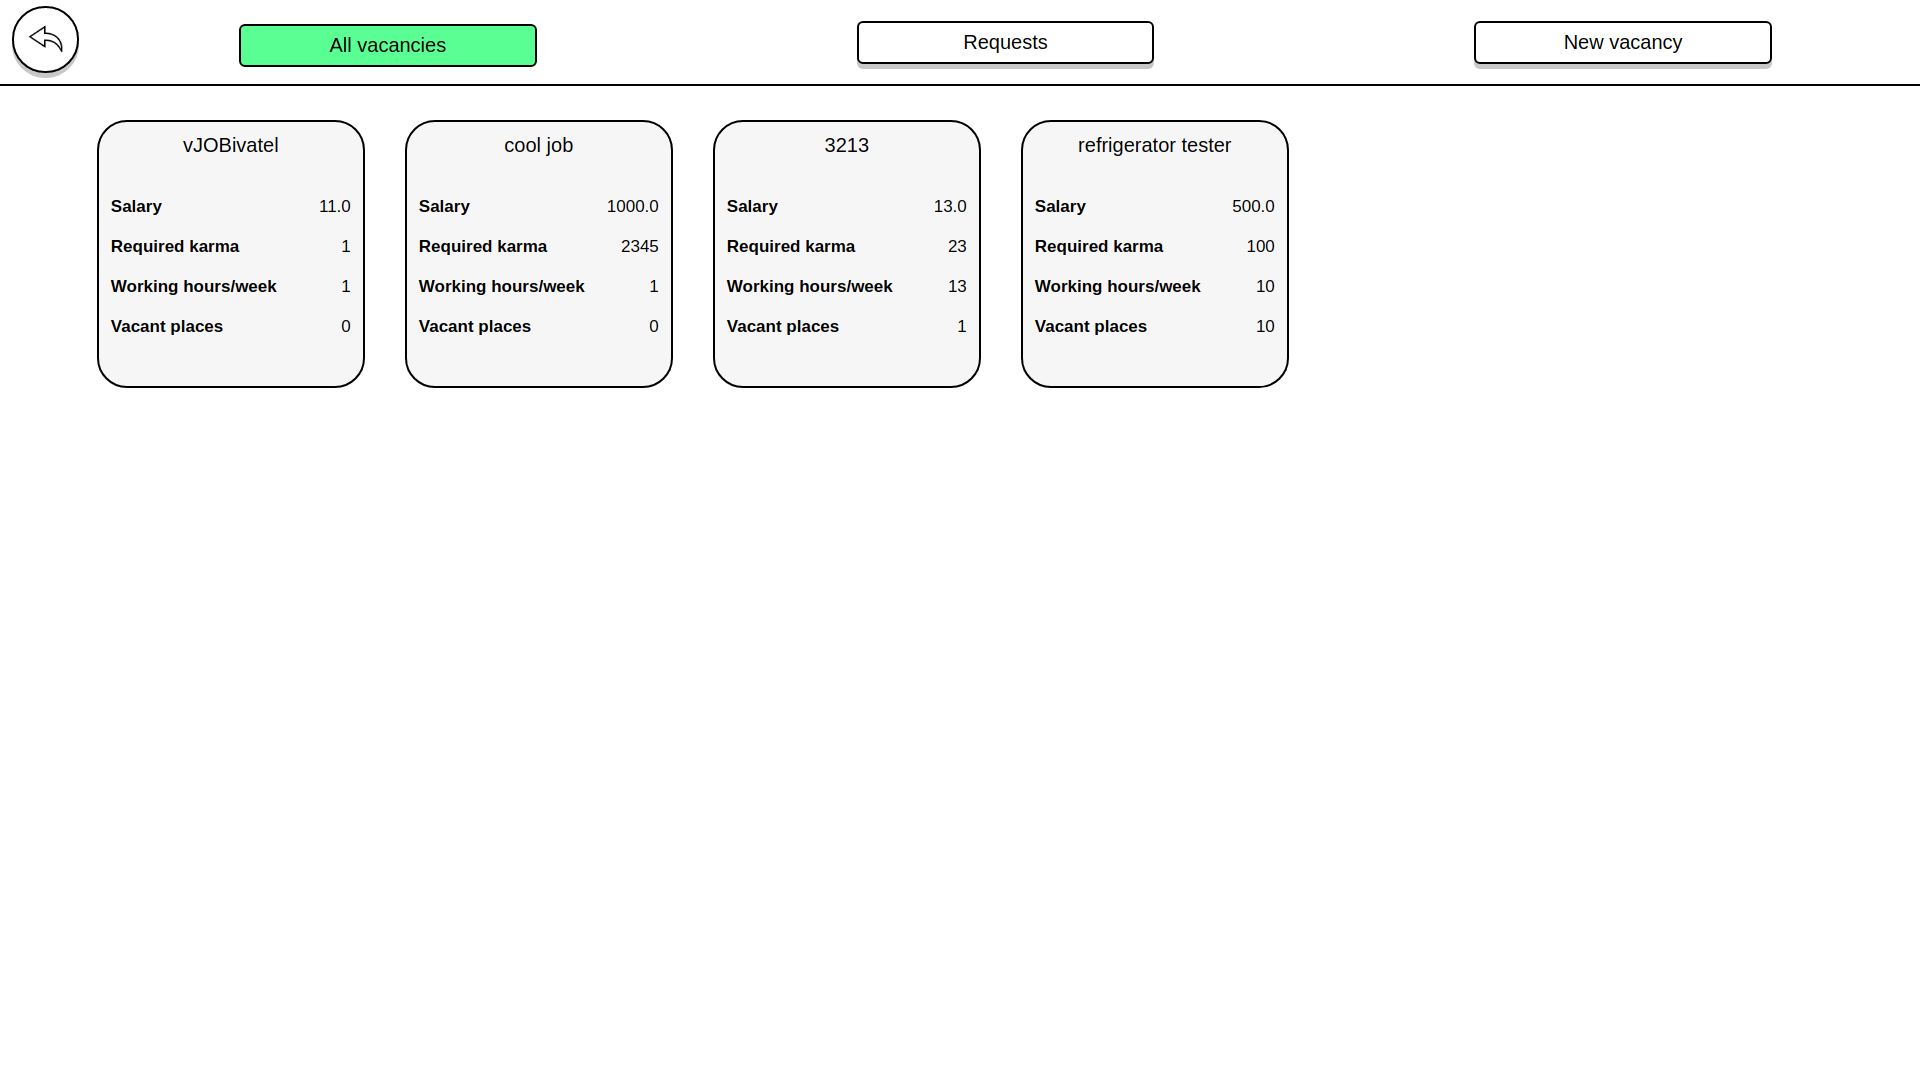 All vacancies
Requests
New vacancy
vJOBivatel
Salary 11.0
Required karma 1
Working hours/week 1
Vacant places 0
cool job
Salary 1000.0
Required karma 2345
Working hours/week 1
Vacant places 0
3213
Salary 13.0
Required karma 23
Working hours/week 13
Vacant places 1
refrigerator tester
Salary 500.0
Required karma 100
Working hours/week 10
Vacant places 10